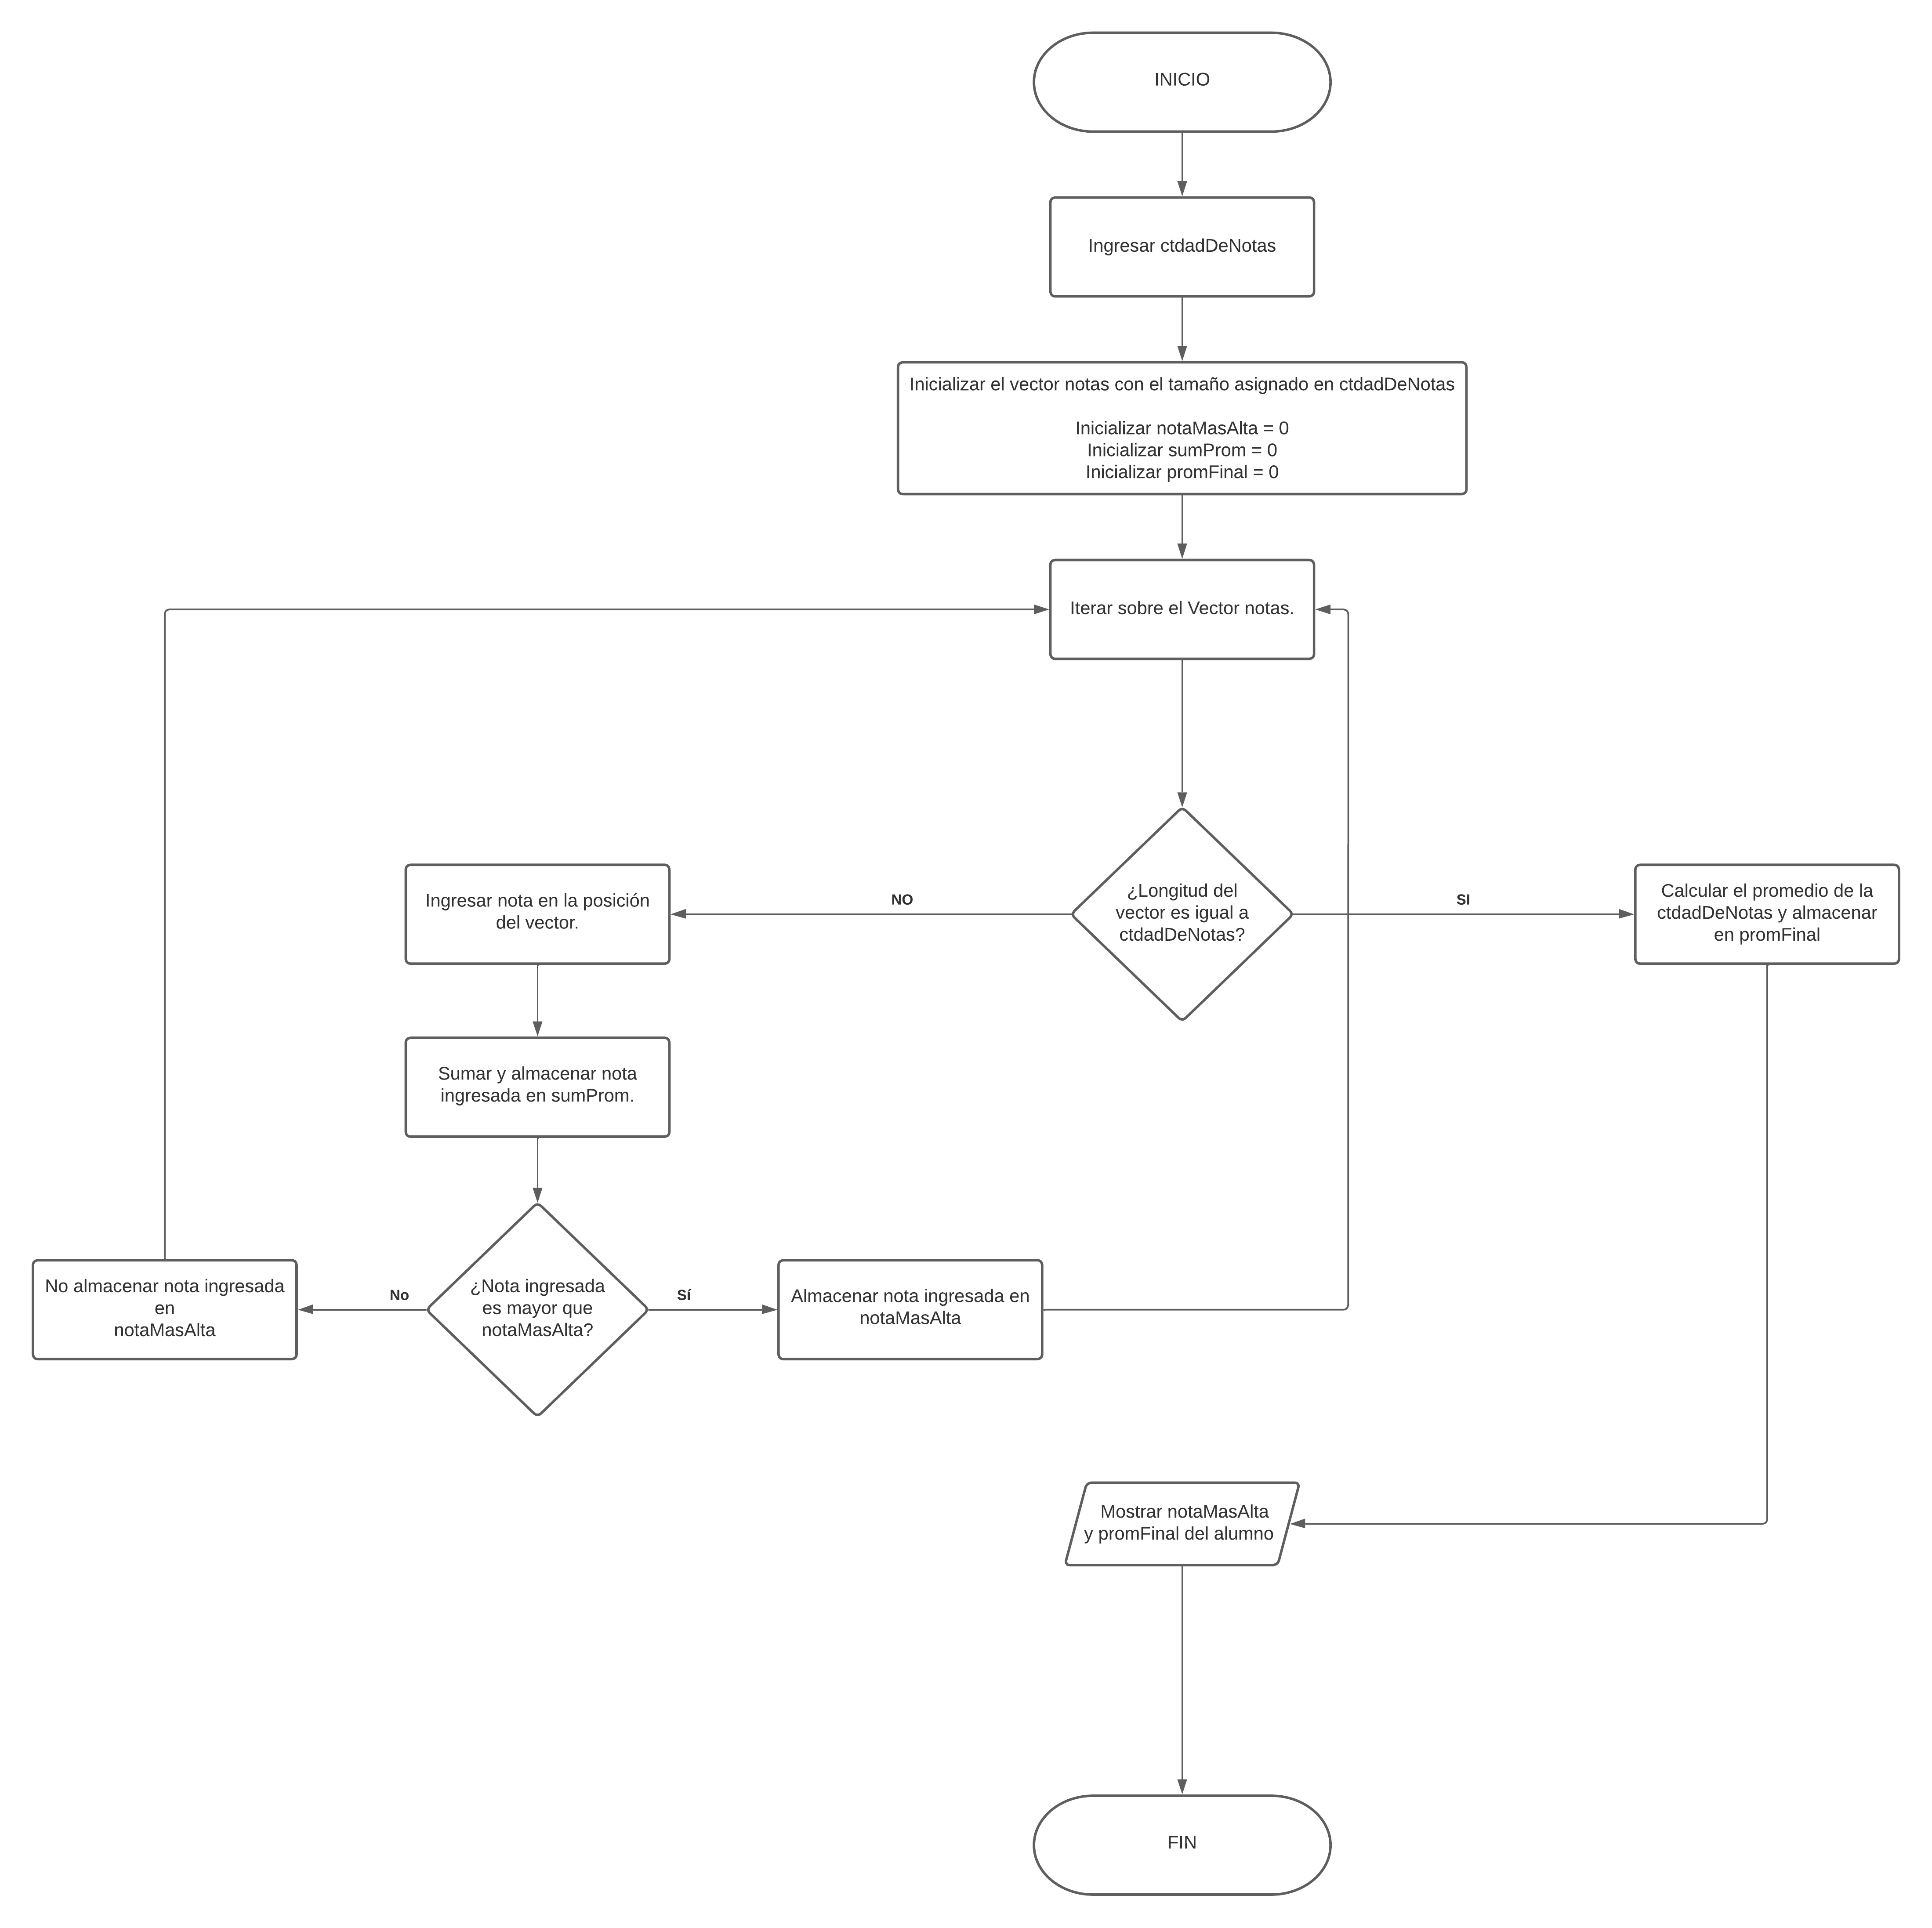 INICIO
Ingresar ctdadDeNotas
Inicializar el vector notas con el tamaño asignado en ctdadDeNotas
Inicializar notaMasAlta = 0
Inicializar sumProm = 0
Inicializar promFinal = 0
Iterar sobre el Vector notas.
¿Longitud del
vector es igual a
ctdadDeNotas?
NO
SI
Ingresar nota en la posición
del vector.
Calcular el promedio de la
ctdadDeNotas y almacenar
en promFinal
Sumar y almacenar nota
ingresada en sumProm.
¿Nota ingresada
es mayor que
notaMasAlta?
No
Sí
No almacenar nota ingresada
en
notaMasAlta
Almacenar nota ingresada en
notaMasAlta
Mostrar notaMasAlta
y promFinal del alumno
FIN